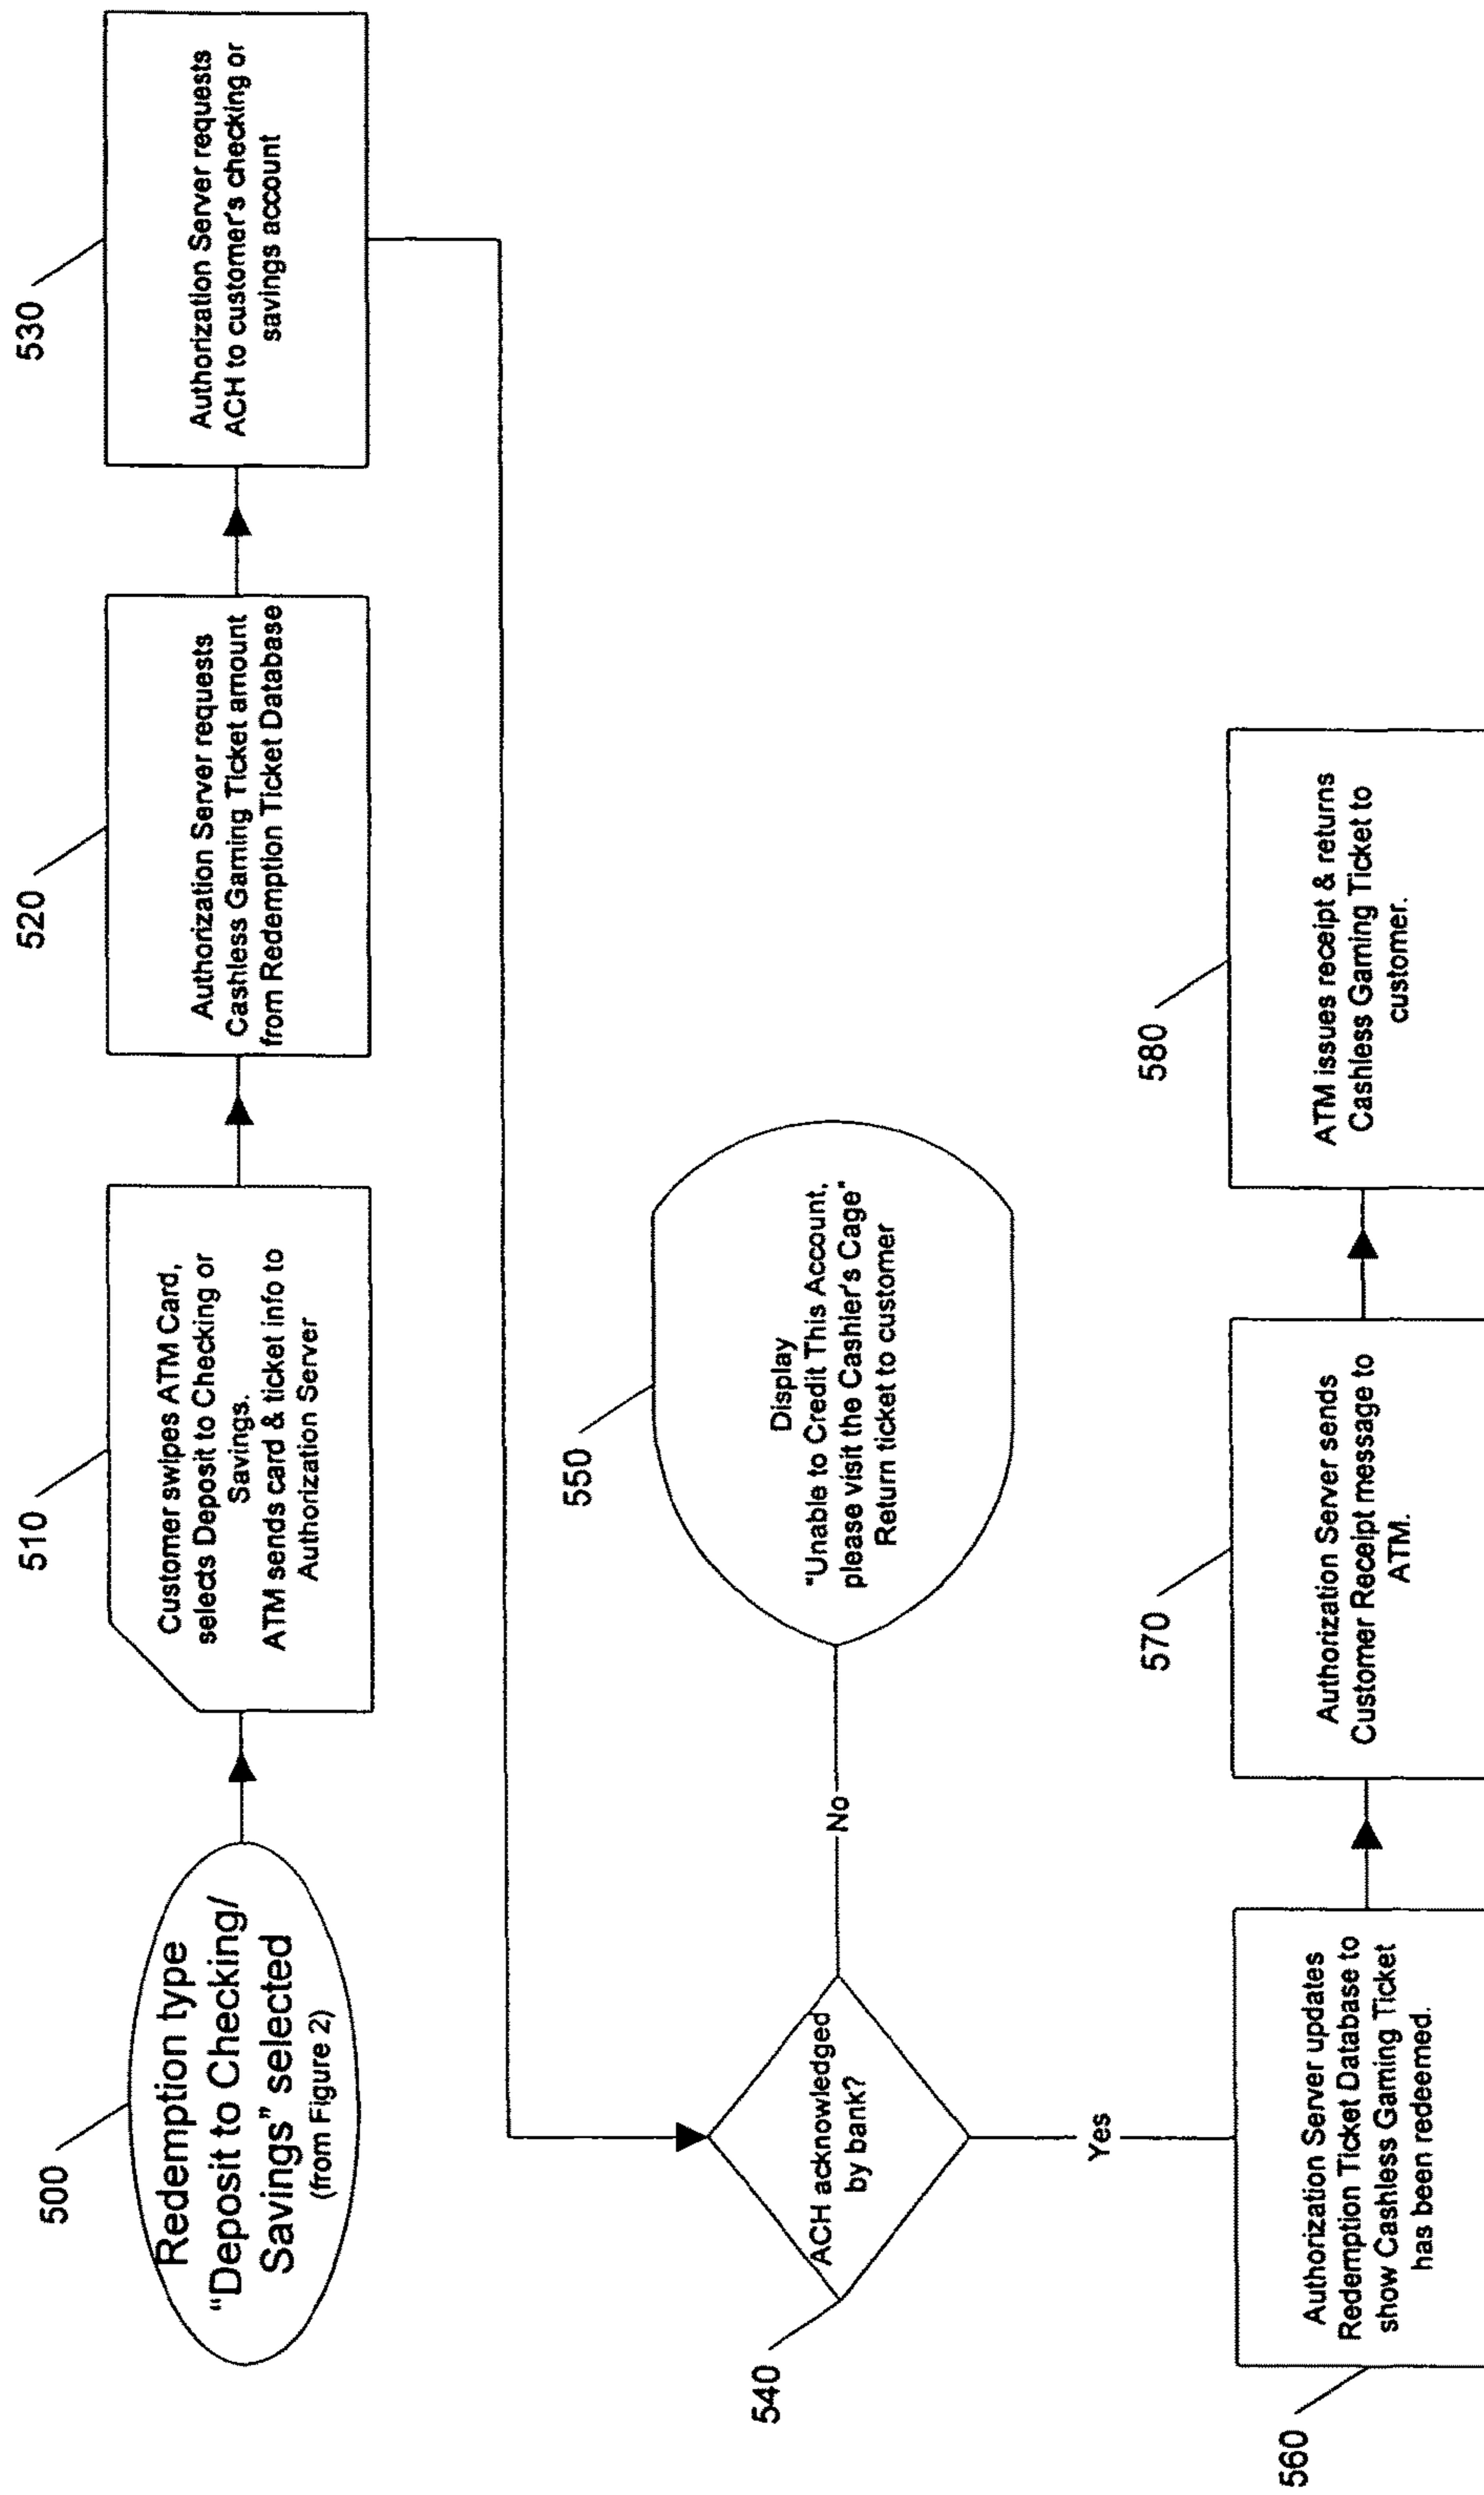 500
Redemption type
“Deposit to Checking/
Savings” selected
(from Figure 2)
510
Customer swipes ATM Card,
selects Deposit to Checking or
Savings.
ATM sends card & ticket info to
Authorization Server
520
Authorization Server requests
Cashless Gaming Ticket amount
from Redemption Ticket Database
530
Authorization Server requests
ACH to customer's checking or
savings account
540
ACH acknowledged
by bank?
No
550
Display
"Unable to Credit This Account,
please visit the Cashier's Cage"
Return ticket to customer
Yes
560
Authorization Server updates
Redemption Ticket Database to
show Cashless Gaming Ticket
has been redeemed.
570
Authorization Server sends
Customer Receipt message to
ATM.
580
ATM issues receipt & returns
Cashless Gaming Ticket to
customer.